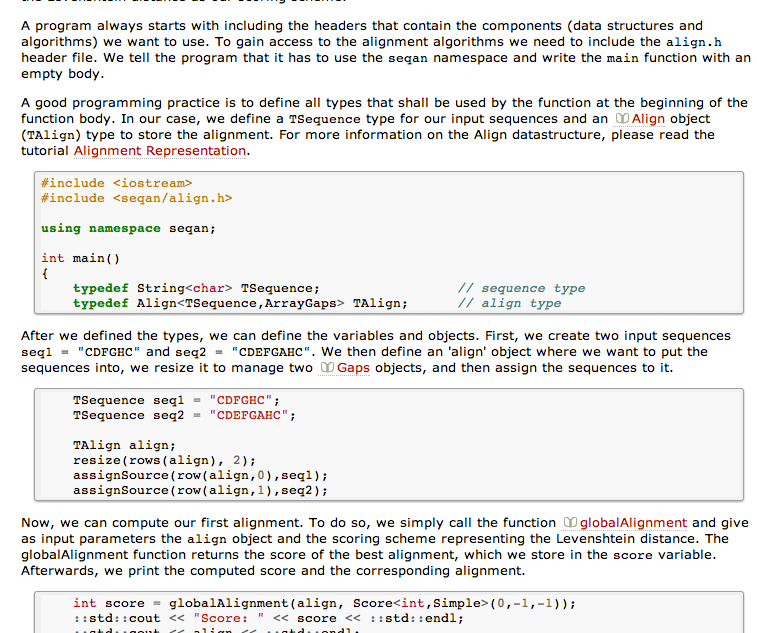 A program always starts with including the headers that contain the components (data structures and
algorithms) we want to use. To gain access to the alignment algorithms we need to include the align.h
header file. We tell the program that it has to use the seqan namespace and write the main function with an
empty body.
A good programming practice is to define all types that shall be used by the function at the beginning of the
function body. In our case, we define a TSequence type for our input sequences and an Align object
(TAlign) type to store the alignment. For more information on the Align datastructure, please read the
tutorial Alignment Representation.
#include <iostream>
#include <seqan/align.h>
using namespace seqan;
int main()
{
typedef String<char> TSequence; // sequence type
typedef Align<TSequence,ArrayGaps> TAlign; // align type
After we defined the types, we can define the variables and objects. First, we create two input sequences
seq1 = "CDFGHC" and seq2 = "CDEFGAHC". We then define an 'align' object where we want to put the
sequences into, we resize it to manage two Gaps objects, and then assign the sequences to it.
TSequence seq1 = "CDFGHC";
TSequence seq2 = "CDEFGAHC";
TAlign align;
resize(rows(align), 2);
assignSource(row(align,0),seq1);
assignSource(row(align,1),seq2);
Now, we can compute our first alignment. To do so, we simply call the function globalAlignment and give
as input parameters the align object and the scoring scheme representing the Levenshtein distance. The
globalAlignment function returns the score of the best alignment, which we store in the score variable.
Afterwards, we print the computed score and the corresponding alignment.
int score = globalAlignment(align, Score<int,Simple>(0,-1,-1));
::std::cout << "Score: " << score << ::std::endl;